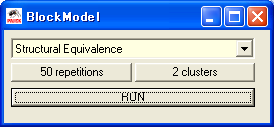 BlockModel
Structural Equivalence
50 repetitions
2 clusters
RUN